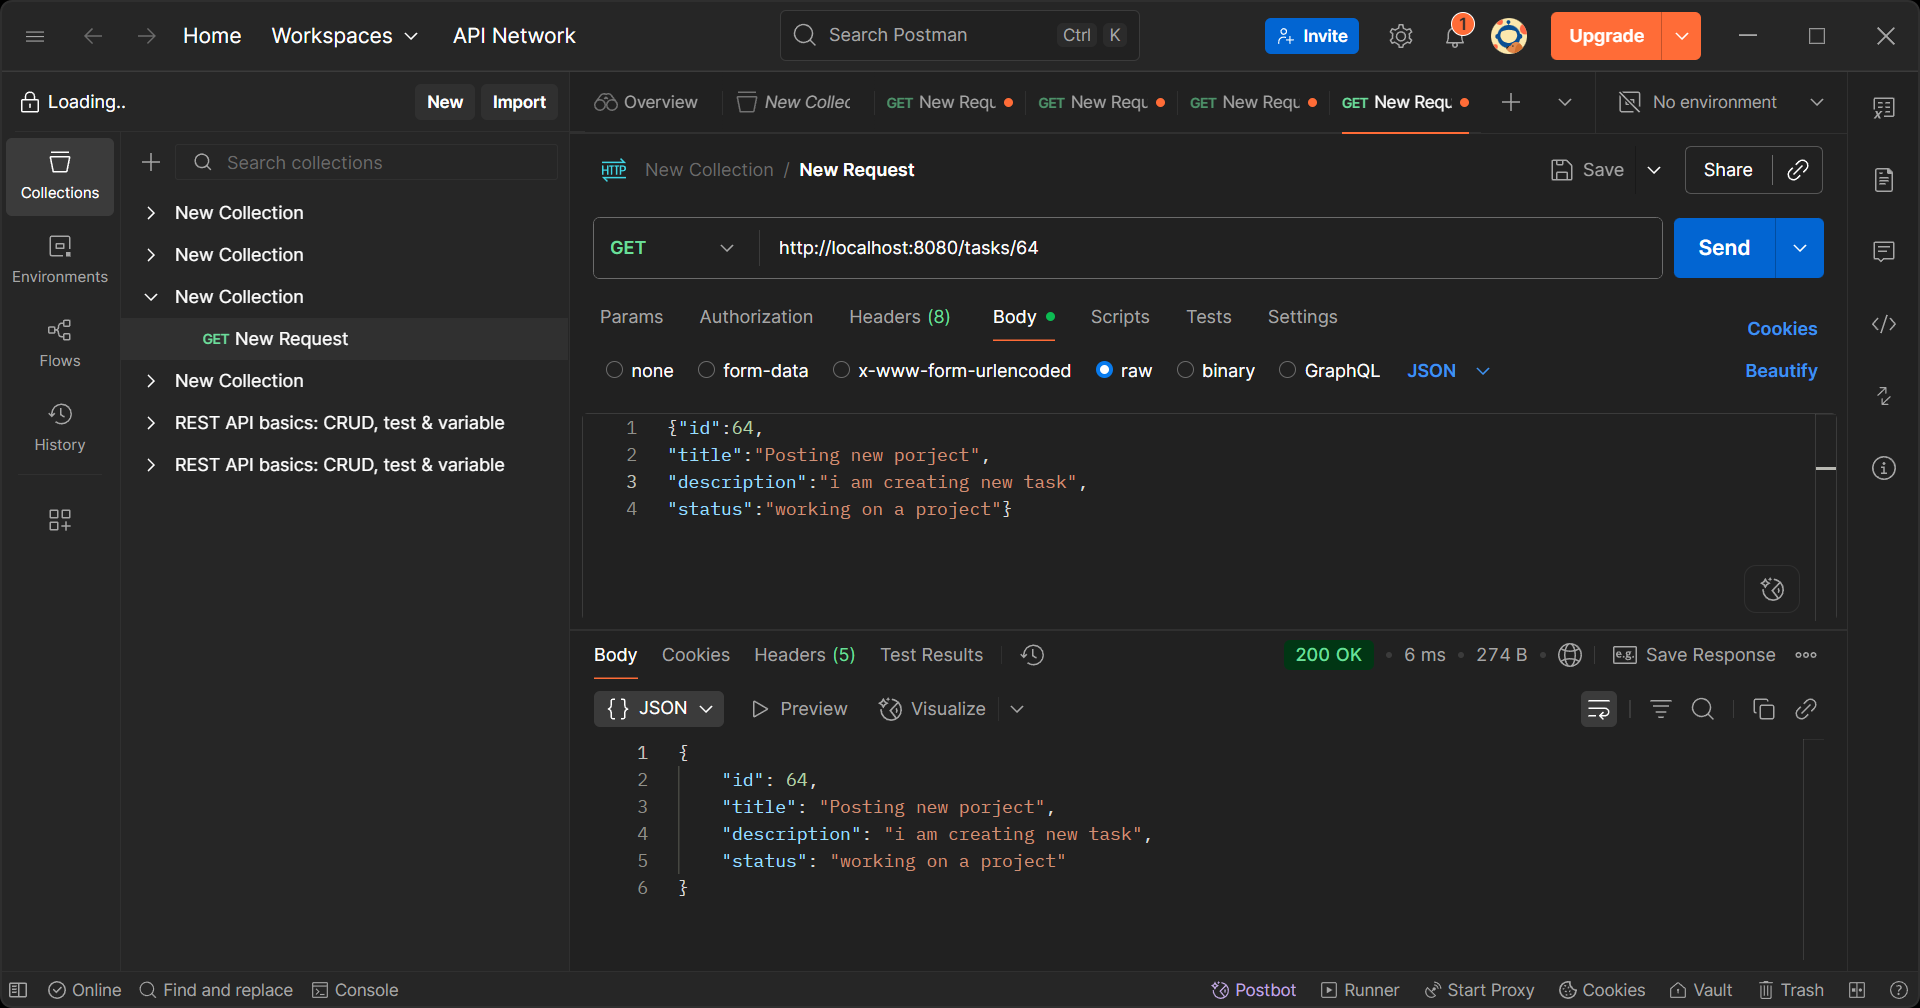 Home Workspaces API Network Search Postman Ctrl K Invite 1 Upgrade
Loading.. New Import Overview New Collec GET New Requ GET New Requ GET New Requ GET New Requ No environment
Collections Search collections
New Collection
New Collection
New Collection
GET New Request
New Collection
REST API basics: CRUD, test & variable
REST API basics: CRUD, test & variable
Environments
Flows
History
HTTP New Collection / New Request Save Share
GET http://localhost:8080/tasks/64 Send
Params Authorization Headers (8) Body Scripts Tests Settings Cookies
none form-data x-www-form-urlencoded raw binary GraphQL JSON Beautify
1 {"id":64,
2 "title":"Posting new porject",
3 "description":"i am creating new task",
4 "status":"working on a project"}
Body Cookies Headers (5) Test Results 200 OK • 6 ms • 274 B • e.g. Save Response
{} JSON Preview Visualize
1 {
2 "id": 64,
3 "title": "Posting new porject",
4 "description": "i am creating new task",
5 "status": "working on a project"
6 }
Online Find and replace Console Postbot Runner Start Proxy Cookies Vault Trash